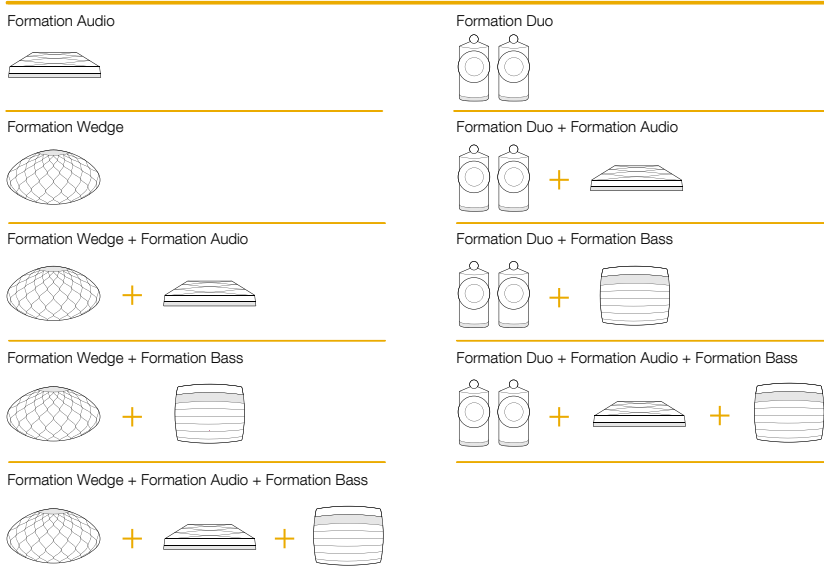 Formation Audio
Formation Wedge
Formation Wedge + Formation Audio
Formation Wedge + Formation Bass
Formation Wedge + Formation Audio + Formation Bass
Formation Duo
Formation Duo + Formation Audio
Formation Duo + Formation Bass
Formation Duo + Formation Audio + Formation Bass